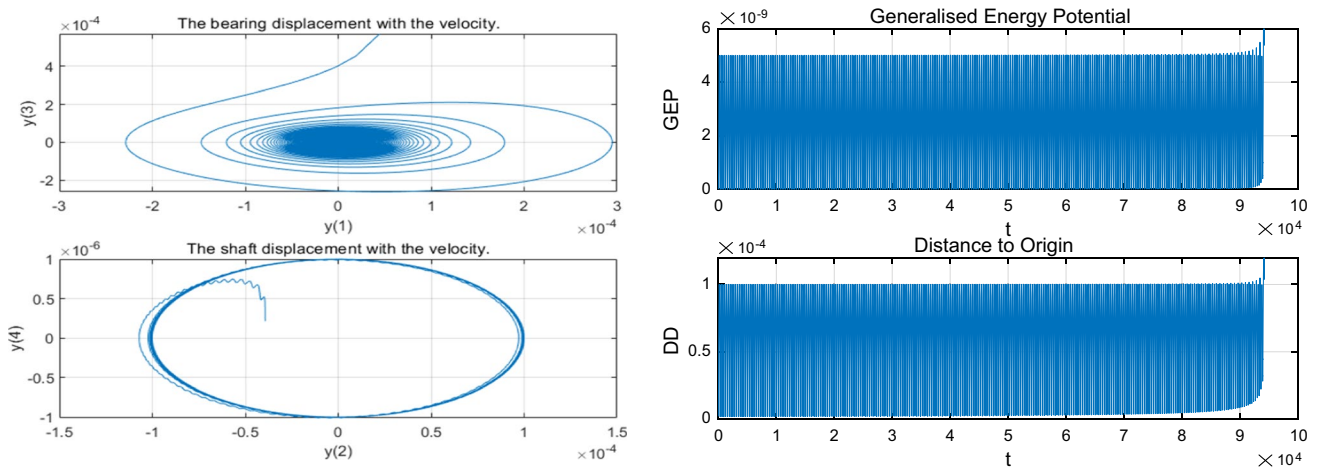 The bearing displacement with the velocity.
×10⁻⁴
y(3)
4
2
0
-2
-3 -2 -1 0 1 2 3
y(1)
×10⁻⁴
The shaft displacement with the velocity.
×10⁻⁶
y(4)
1
0.5
0
-0.5
-1
-1.5 -1 -0.5 0 0.5 1 1.5
y(2)
×10⁻⁴
Generalised Energy Potential
×10⁻⁹
GEP
6
4
2
0
0 1 2 3 4 5 6 7 8 9 10
t
×10⁴
Distance to Origin
×10⁻⁴
DD
1
0.5
0
0 1 2 3 4 5 6 7 8 9 10
t
×10⁴